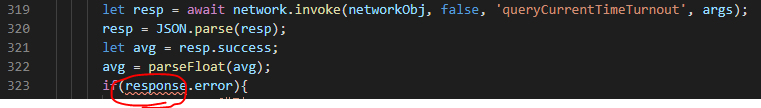 319 let resp = await network.invoke(networkObj, false, 'queryCurrentTimeTurnout', args);
320 resp = JSON.parse(resp);
321 let avg = resp.success;
322 avg = parseFloat(avg);
323 if(response.error){